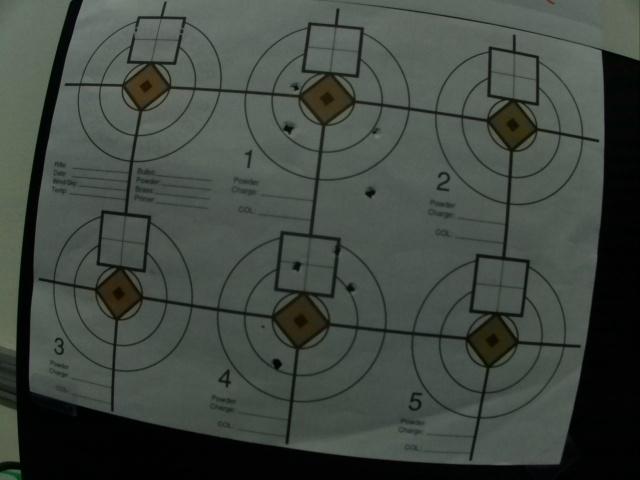 Rifle:
Date:
Wind/Sky:
Temp:
Bullet:
Powder:
Brass:
Primer:
1
Powder
Charge:
COL:
2
Powder
Charge:
COL:
3
Powder
Charge:
COL:
4
Powder
Charge:
COL:
5
Powder
Charge:
COL: